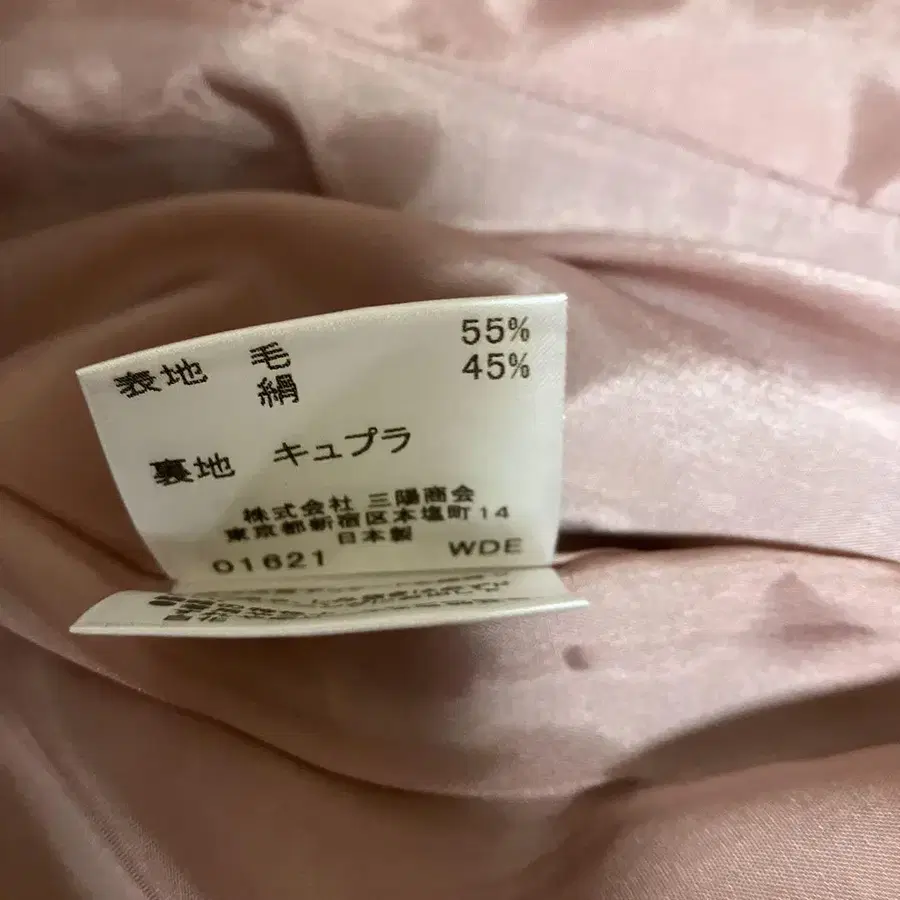 表地 毛 55%
絹 45%
裏地 キュプラ
株式会社 三陽商会
東京都新宿区本塩町14
日本製
01621 WDE